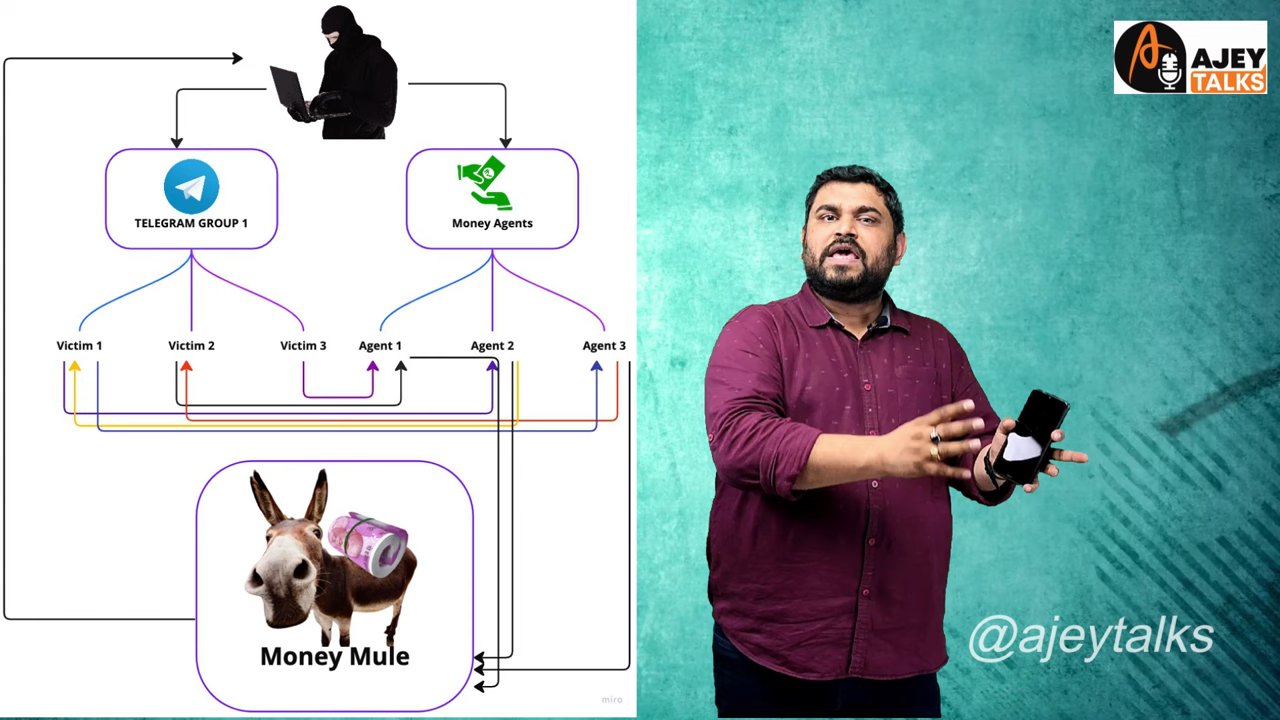 AJEY
TALKS
TELEGRAM GROUP 1
Money Agents
Victim 1
Victim 2
Victim 3
Agent 1
Agent 2
Agent 3
Money Mule
miro
@ajeytalks